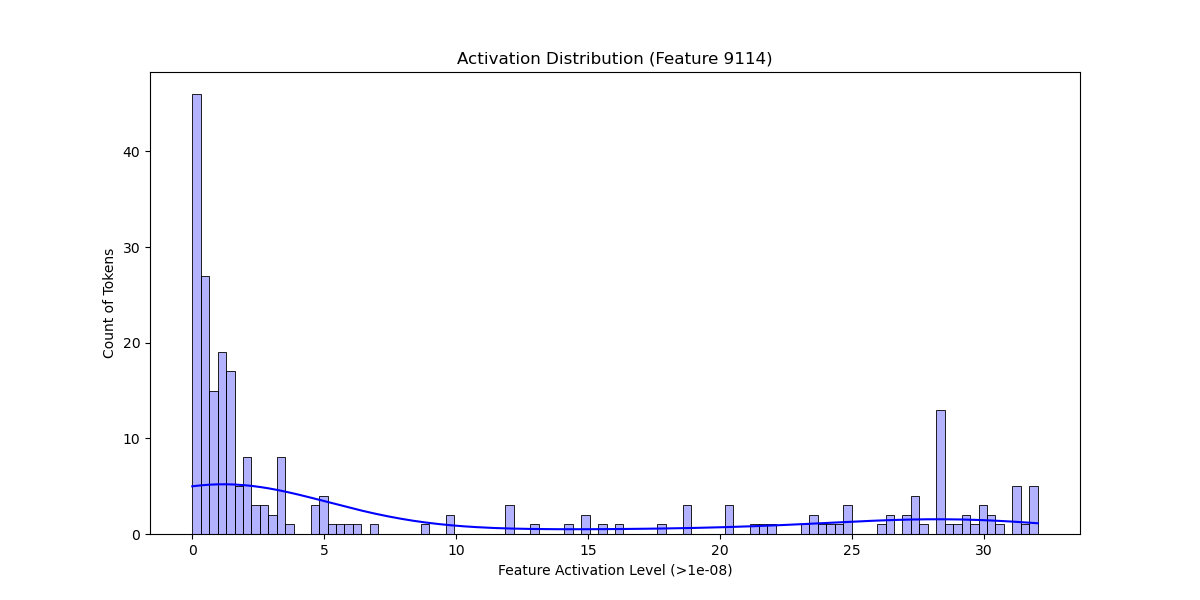 Activation Distribution (Feature 9114)
Count of Tokens
40
30
20
10
0
0 5 10 15 20 25 30
Feature Activation Level (>1e-08)